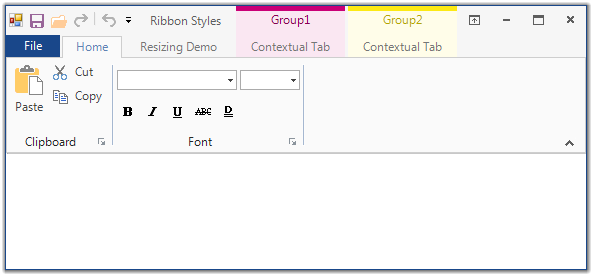 Ribbon Styles Group1 Group2
File Home Resizing Demo Contextual Tab Contextual Tab
Cut
Paste Copy
B I U ABC D
Clipboard Font